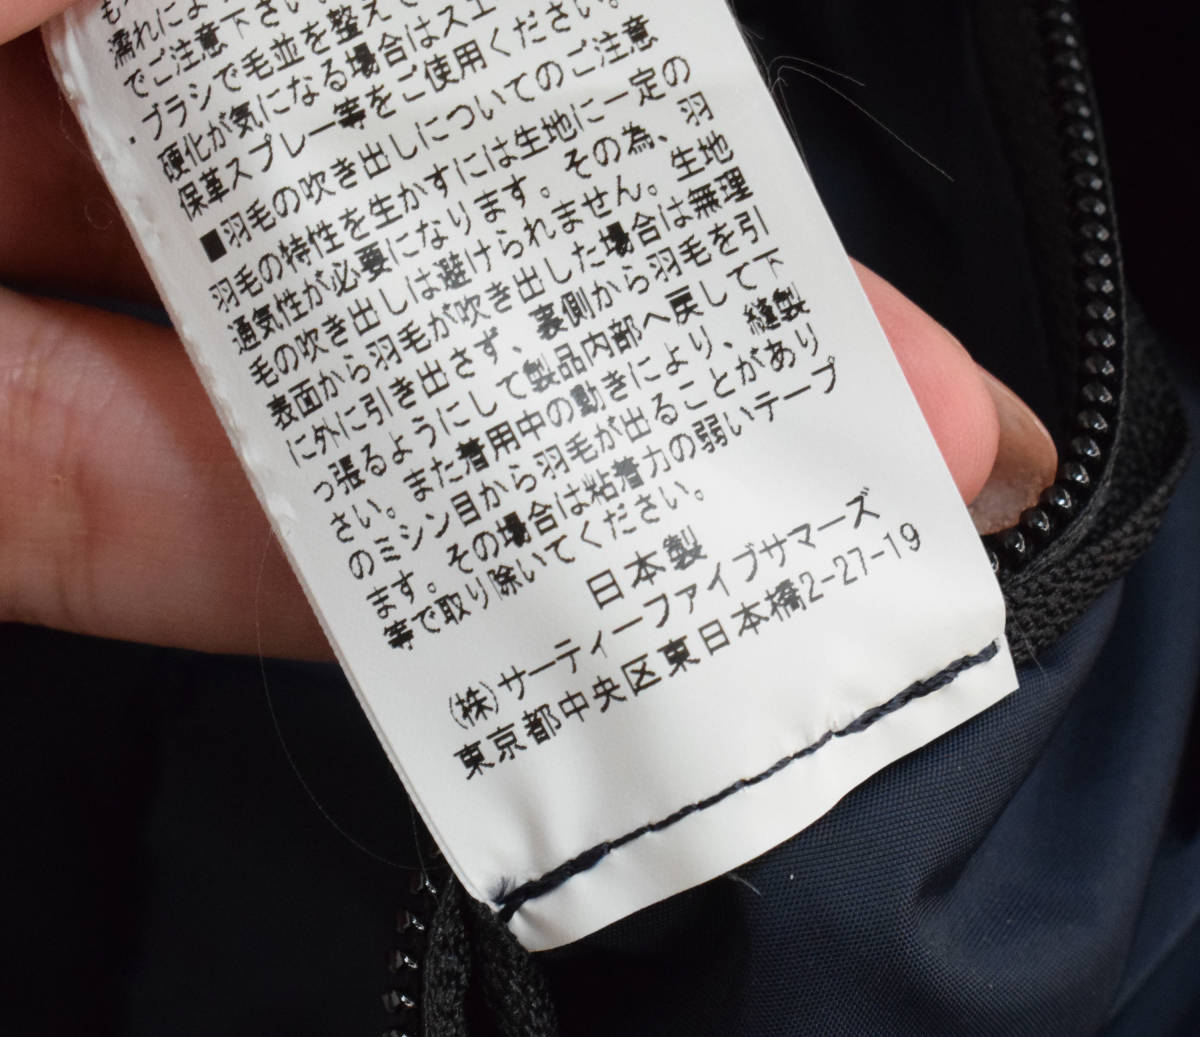 濡れによ
でご注意下さい
・ブラシで毛並を整えて
硬化が気になる場合はスエ
保革スプレー等をご使用ください。
■羽毛の吹き出しについてのご注意
羽毛の特性を生かすには生地に一定の
通気性が必要になります。その為、羽
毛の吹き出しは避けられません。生地
表面から羽毛が吹き出した場合は無理
に外に引き出さず、裏側から羽毛を引
っ張るようにして製品内部へ戻して下
さい。また着用中の動きにより、縫製
のミシン目から羽毛が出ることがあり
ます。その場合は粘着力の弱いテープ
等で取り除いてください。
日本製
(株)サーティーファイブサマーズ
東京都中央区東日本橋2-27-19